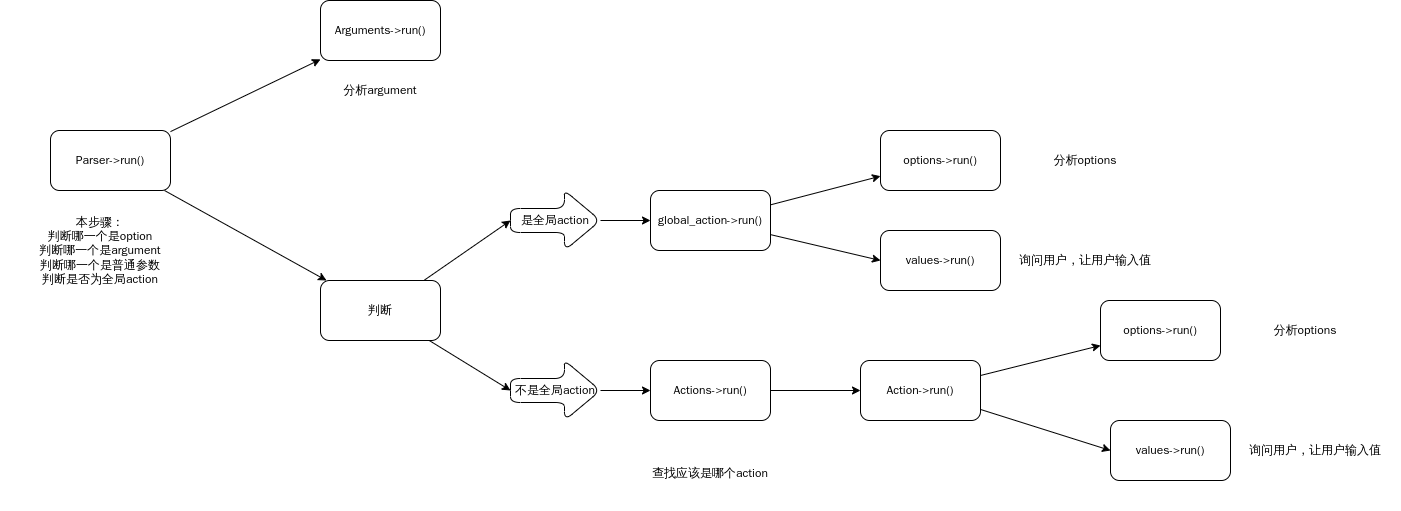 Arguments->run()
分析argument
Parser->run()
本步骤：
判断哪一个是option
判断哪一个是argument
判断哪一个是普通参数
判断是否为全局action
判断
是全局action
global_action->run()
options->run()
分析options
values->run()
询问用户，让用户输入值
不是全局action
Actions->run()
查找应该是哪个action
Action->run()
options->run()
分析options
values->run()
询问用户，让用户输入值